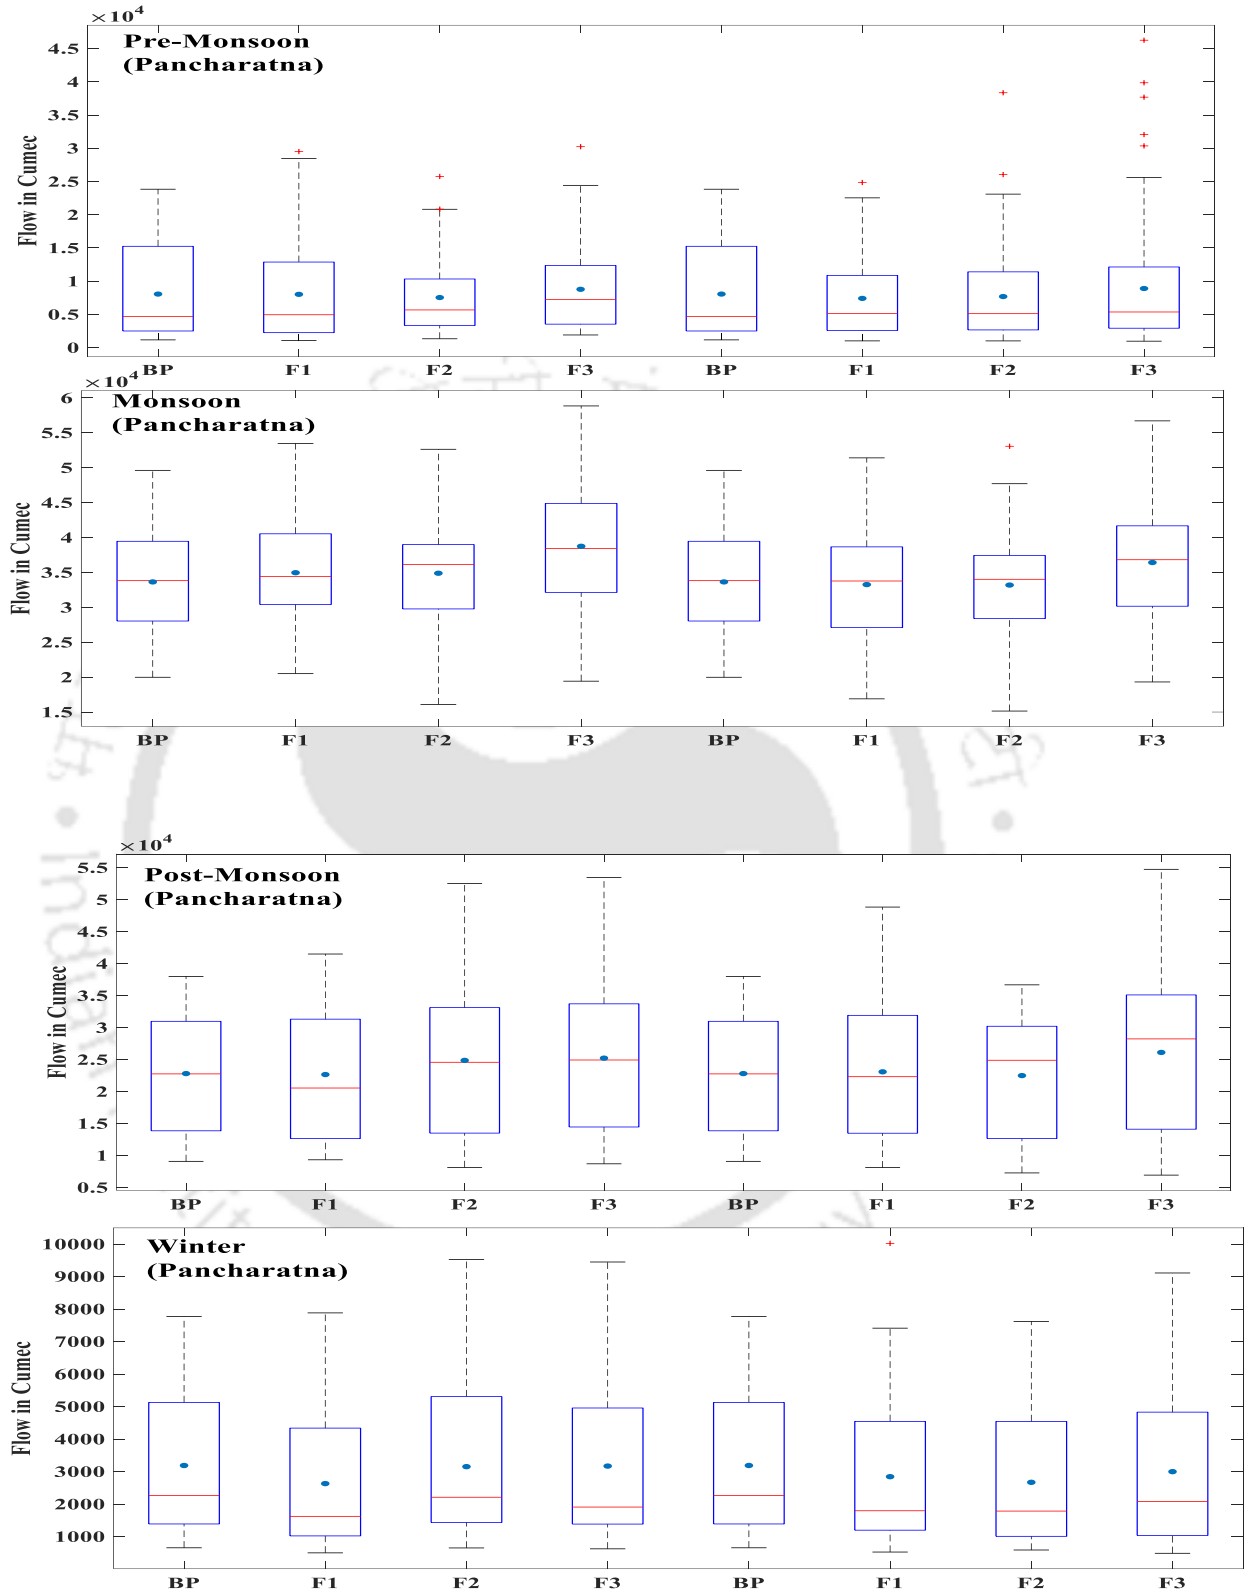 ×10⁴
Pre-Monsoon
(Pancharatna)
Flow in Cumec
4.5
4
3.5
3
2.5
2
1.5
1
0.5
0
BP F1 F2 F3 BP F1 F2 F3
×10⁴
Monsoon
(Pancharatna)
Flow in Cumec
6
5.5
5
4.5
4
3.5
3
2.5
2
1.5
BP F1 F2 F3 BP F1 F2 F3
×10⁴
Post-Monsoon
(Pancharatna)
Flow in Cumec
5.5
5
4.5
4
3.5
3
2.5
2
1.5
1
0.5
BP F1 F2 F3 BP F1 F2 F3
Winter
(Pancharatna)
Flow in Cumec
10000
9000
8000
7000
6000
5000
4000
3000
2000
1000
BP F1 F2 F3 BP F1 F2 F3
Indian